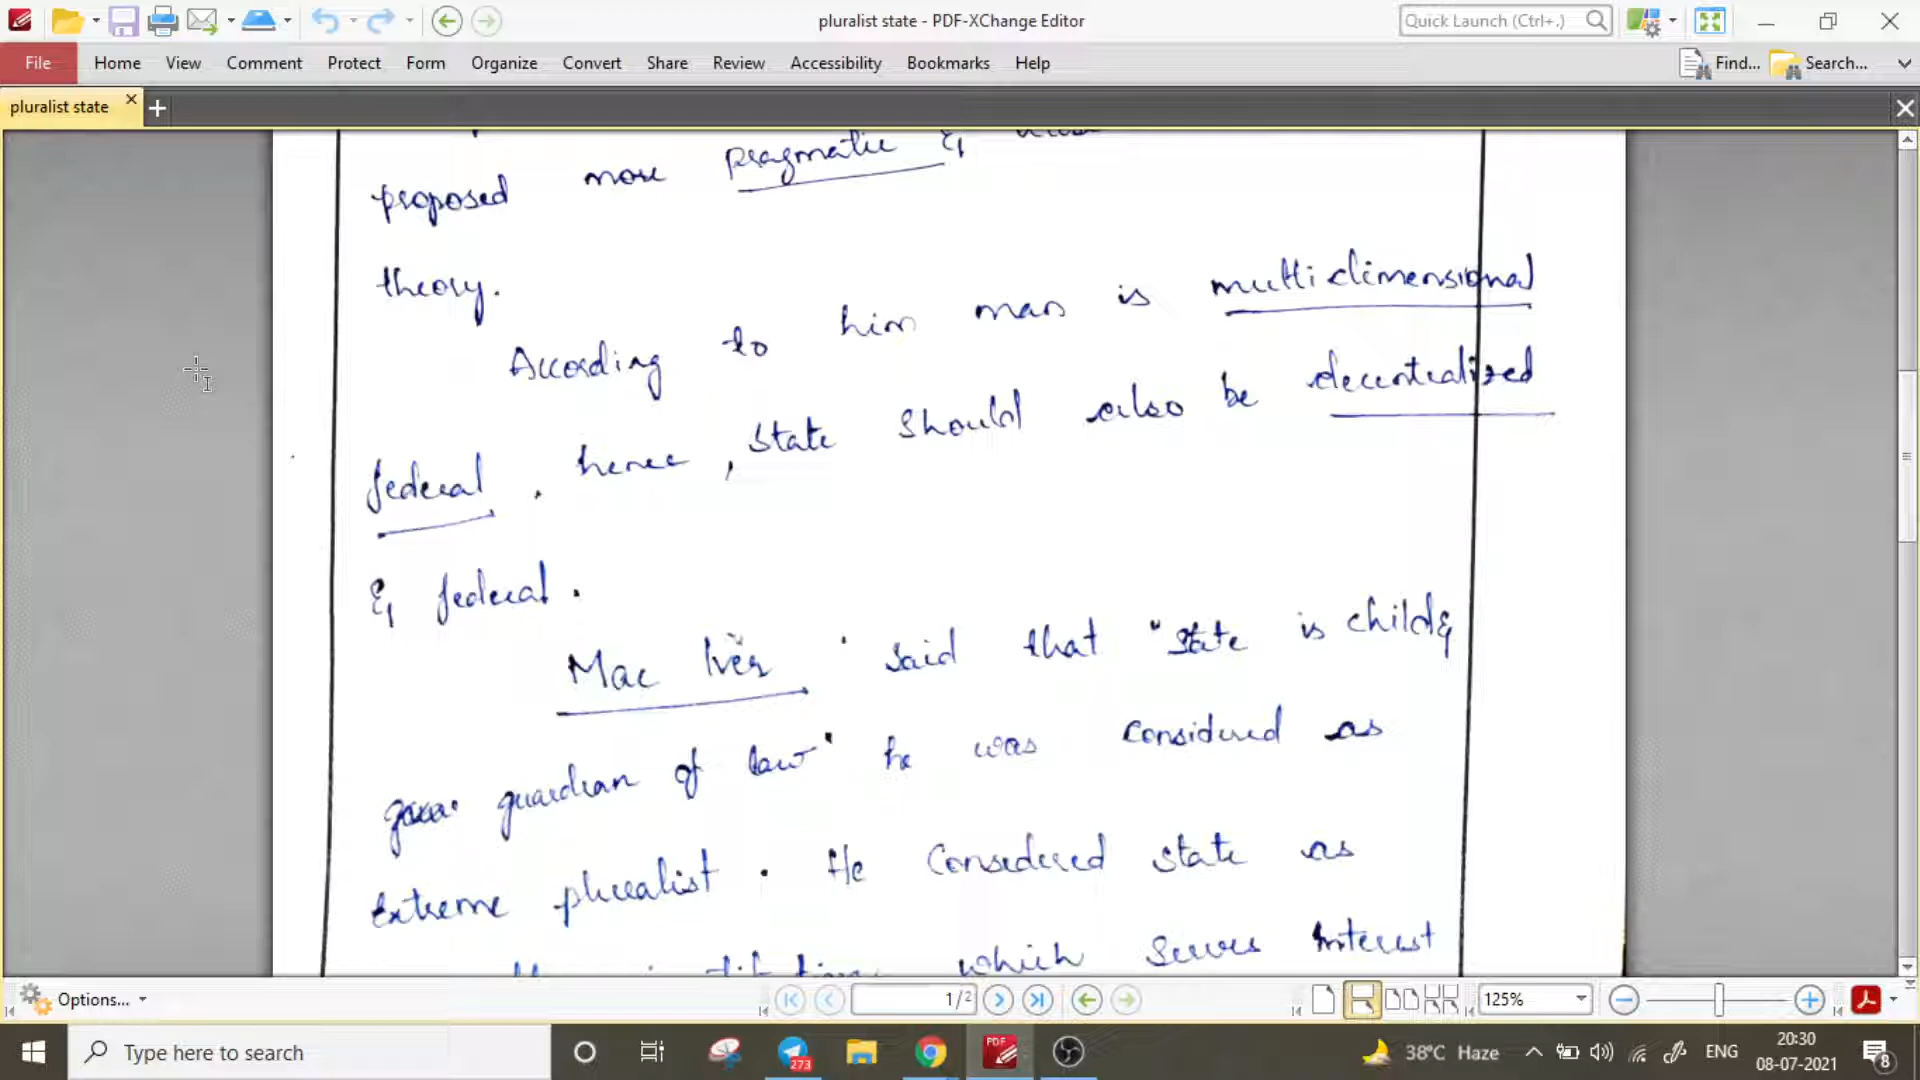 pluralist state - PDF-XChange Editor
Quick Launch (Ctrl+.)
File Home View Comment Protect Form Organize Convert Share Review Accessibility Bookmarks Help Find... Search...
pluralist state
proposed more pragmatic &
theory.
According to him man is multidimensional
federal . hence , state should also be decentralized
& federal .
Mac Iver said that "state is child &
guardian of law" he was considered as
extreme pluralist . He considered state as
which serves interest
Options... 1/2 125%
Type here to search 273 PDF 38°C Haze ENG 20:30 08-07-2021 8